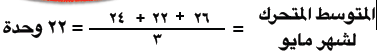 المتوسط المتحرك لشهر مايو = (٢٦ + ٢٢ + ٢٤) / ٣ = ٢٢ وحدة